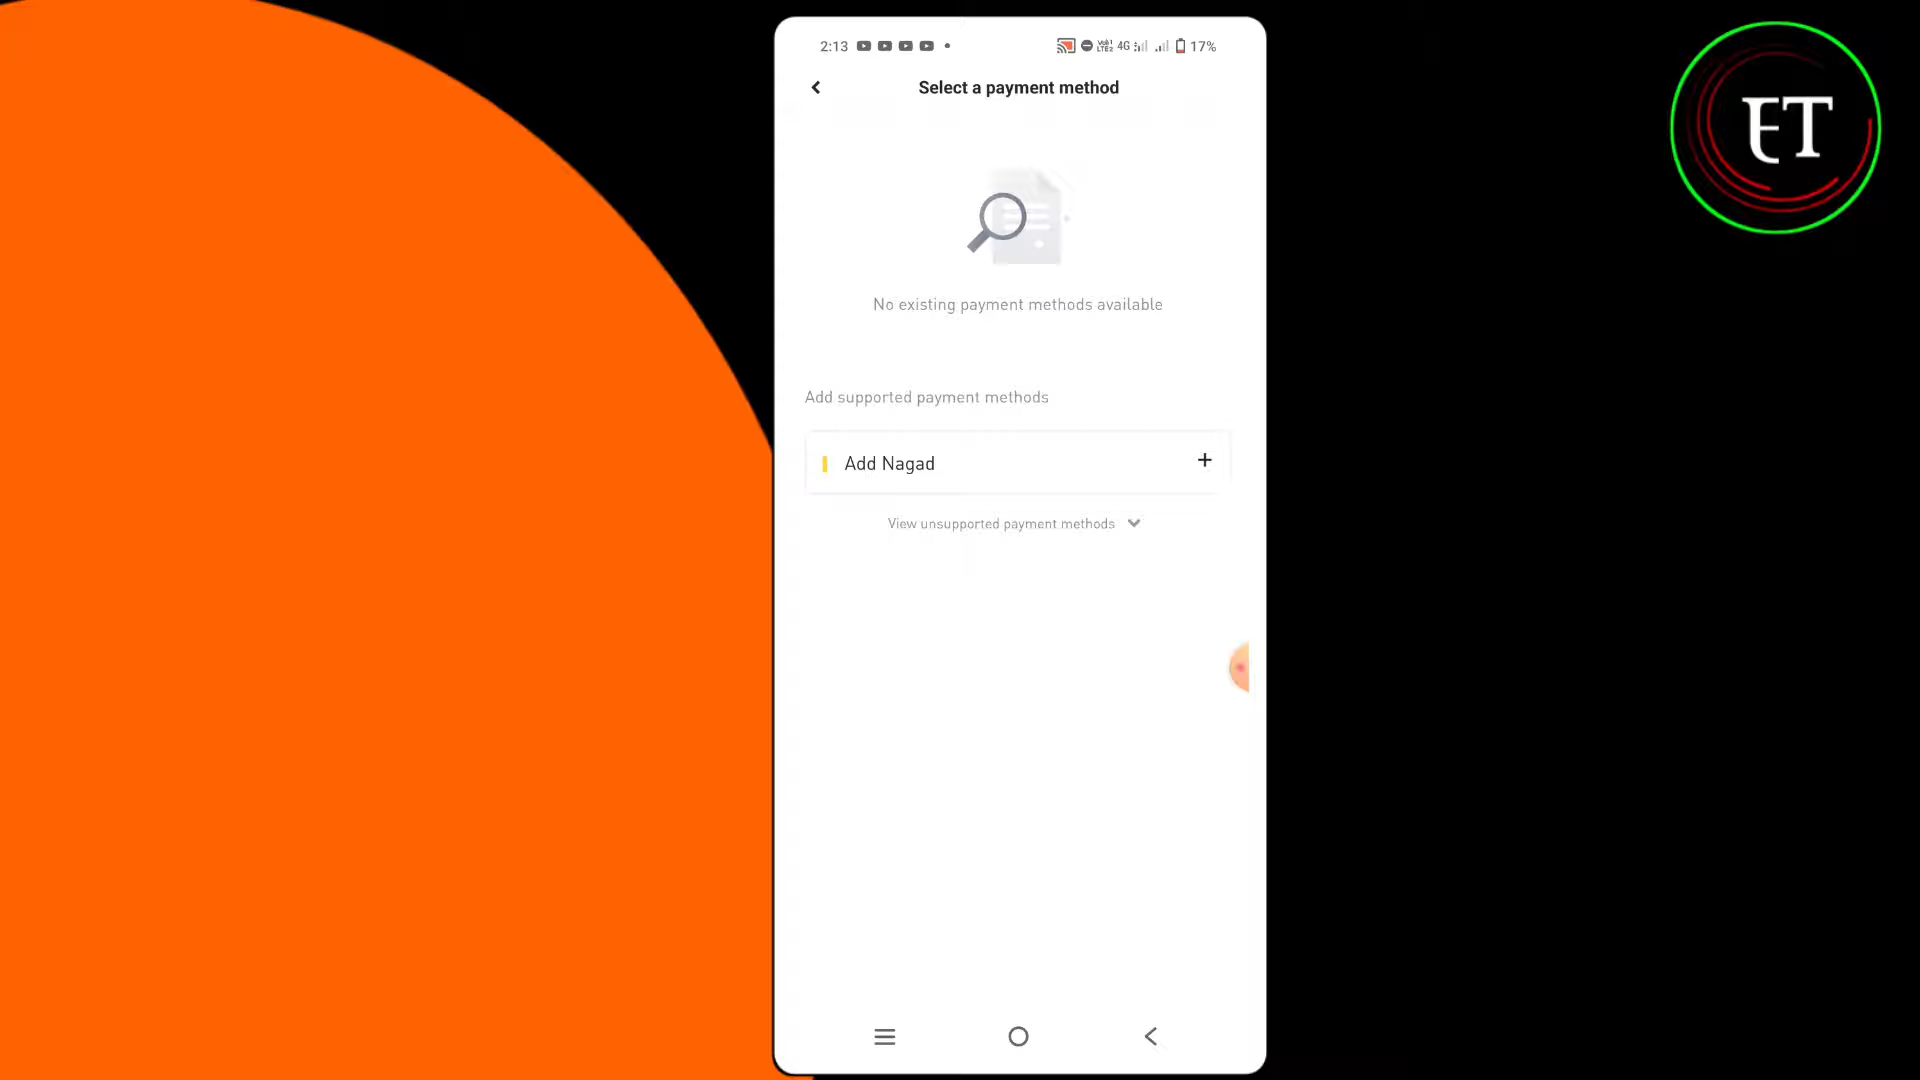 2:13 4G 17%
Select a payment method
ET
No existing payment methods available
Add supported payment methods
Add Nagad +
View unsupported payment methods